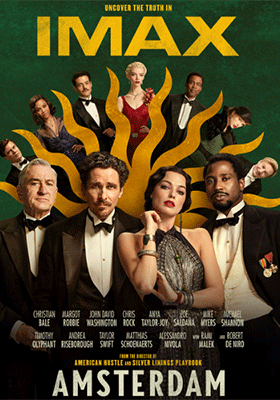 UNCOVER THE TRUTH IN
IMAX
CHRISTIAN BALE
MARGOT ROBBIE
JOHN DAVID WASHINGTON
CHRIS ROCK
ANYA TAYLOR-JOY
ZOE SALDAÑA
MIKE MYERS
MICHAEL SHANNON
TIMOTHY OLYPHANT
ANDREA RISEBOROUGH
TAYLOR SWIFT
MATTHIAS SCHOENAERTS
ALESSANDRO NIVOLA
WITH RAMI MALEK
AND ROBERT DE NIRO
FROM THE DIRECTOR OF
AMERICAN HUSTLE AND SILVER LININGS PLAYBOOK
AMSTERDAM